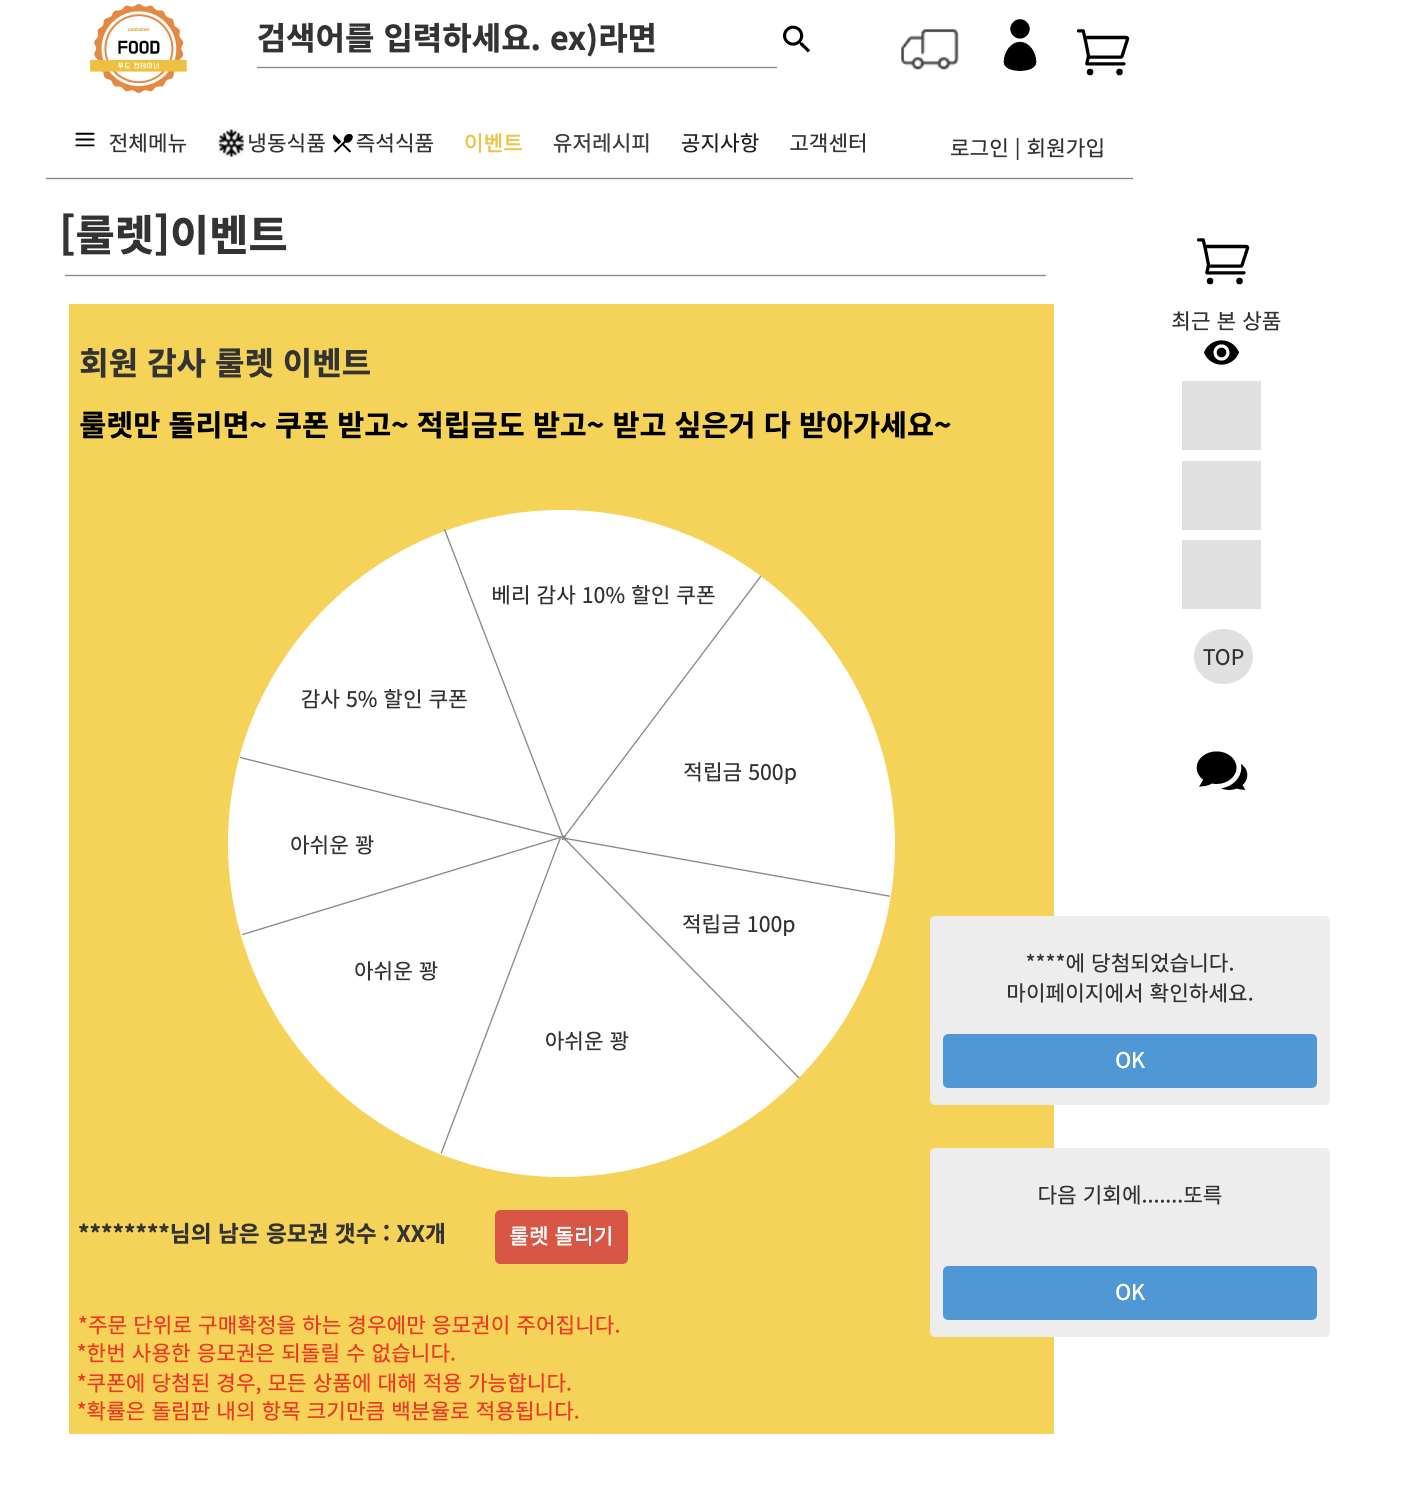 container
FOOD
푸드 컨테이너
검색어를 입력하세요. ex)라면
전체메뉴 냉동식품 즉석식품 이벤트 유저레시피 공지사항 고객센터 로그인 | 회원가입
[룰렛]이벤트
최근 본 상품
회원 감사 룰렛 이벤트
룰렛만 돌리면~ 쿠폰 받고~ 적립금도 받고~ 받고 싶은거 다 받아가세요~
베리 감사 10% 할인 쿠폰
감사 5% 할인 쿠폰
TOP
적립금 500p
아쉬운 꽝
적립금 100p
아쉬운 꽝
아쉬운 꽝
****에 당첨되었습니다.
마이페이지에서 확인하세요.
OK
다음 기회에.......또륵
OK
********님의 남은 응모권 갯수 : XX개
룰렛 돌리기
*주문 단위로 구매확정을 하는 경우에만 응모권이 주어집니다.
*한번 사용한 응모권은 되돌릴 수 없습니다.
*쿠폰에 당첨된 경우, 모든 상품에 대해 적용 가능합니다.
*확률은 돌림판 내의 항목 크기만큼 백분율로 적용됩니다.